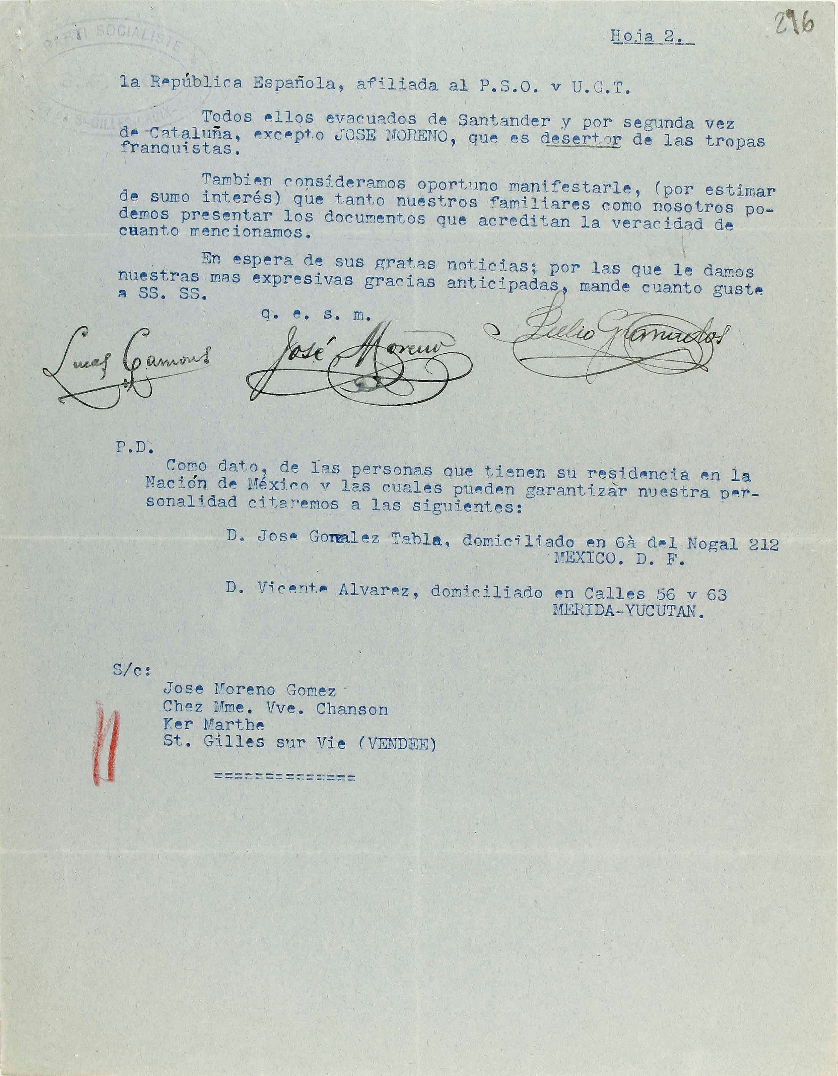 296
Hoja 2.
PARTI SOCIALISTE
la República Española, afiliada al P.S.O. y U.G.T.
Todos ellos evacuados de Santander y por segunda vez
de Cataluña, excepto JOSE MORENO, que es desertor de las tropas
franquistas.
Tambien consideramos oportuno manifestarle, (por estimar
de sumo interés) que tanto nuestros familiares como nosotros po-
demos presentar los documentos que acreditan la veracidad de
cuanto mencionamos.
En espera de sus gratas noticias; por las que le damos
nuestras mas expresivas gracias anticipadas, mande cuanto guste
a SS. SS.
q. e. s. m.
Lucas José Moreno Julio Granados
P.D.
Como dato, de las personas que tienen su residencia en la
Nación de México y las cuales pueden garantizar nuestra per-
sonalidad citaremos a las siguientes:
D. Jose Gonzalez Tabla, domiciliado en 6à del Nogal 212
MEXICO. D. F.
D. Vicente Alvarez, domiciliado en Calles 56 y 63
MERIDA-YUCUTAN.
S/c:
Jose Moreno Gomez
Chez Mme. Vve. Chanson
Ker Marthe
St. Gilles sur Vie (VENDEE)
==============